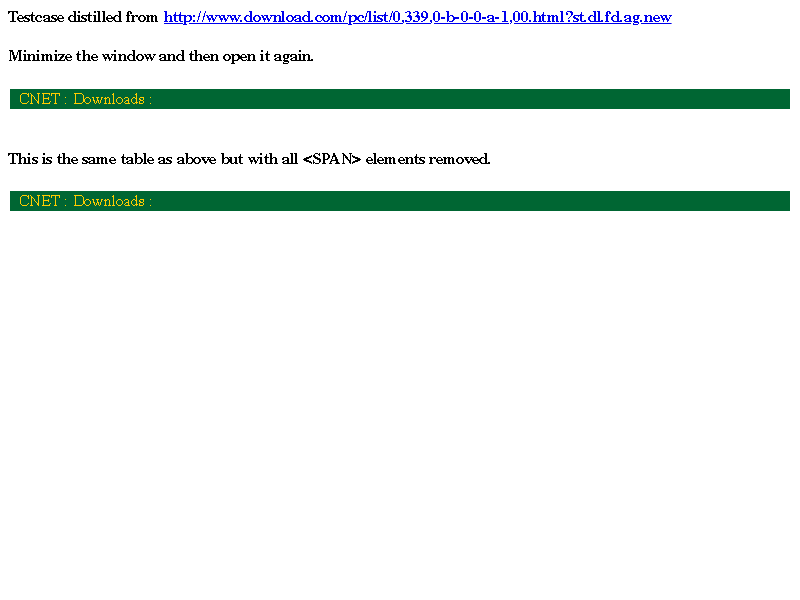 Testcase distilled from http://www.download.com/pc/list/0,339,0-b-0-0-a-1,00.html?st.dl.fd.ag.new
Minimize the window and then open it again.
CNET : Downloads :
This is the same table as above but with all <SPAN> elements removed.
CNET : Downloads :